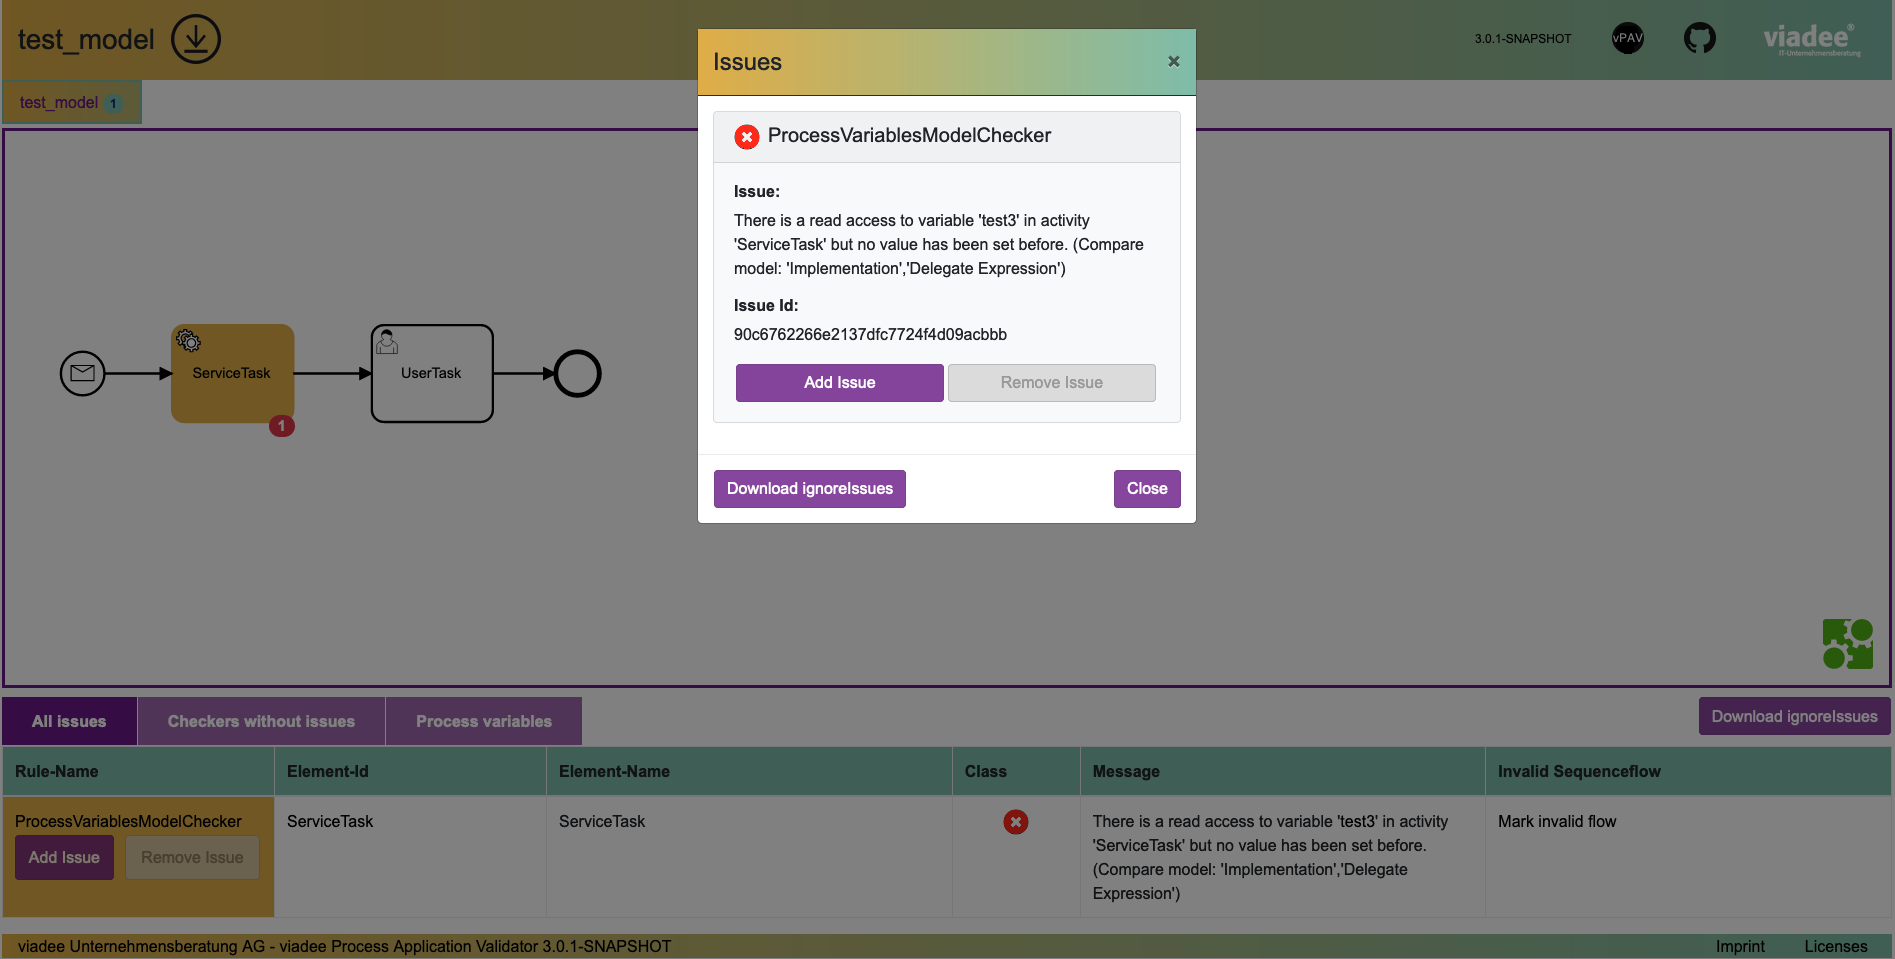 test_model
3.0.1-SNAPSHOT
vPAV
viadee®
IT-Unternehmensberatung
test_model 1
Issues
×
ProcessVariablesModelChecker
Issue:
There is a read access to variable 'test3' in activity
'ServiceTask' but no value has been set before. (Compare
model: 'Implementation','Delegate Expression')
Issue Id:
90c6762266e2137dfc7724f4d09acbbb
Add Issue
Remove Issue
Download ignoreIssues
Close
ServiceTask
1
UserTask
All issues
Checkers without issues
Process variables
Download ignoreIssues
Rule-Name
Element-Id
Element-Name
Class
Message
Invalid Sequenceflow
ProcessVariablesModelChecker
Add Issue
Remove Issue
ServiceTask
ServiceTask
There is a read access to variable 'test3' in activity
'ServiceTask' but no value has been set before.
(Compare model: 'Implementation','Delegate
Expression')
Mark invalid flow
viadee Unternehmensberatung AG - viadee Process Application Validator 3.0.1-SNAPSHOT
Imprint
Licenses